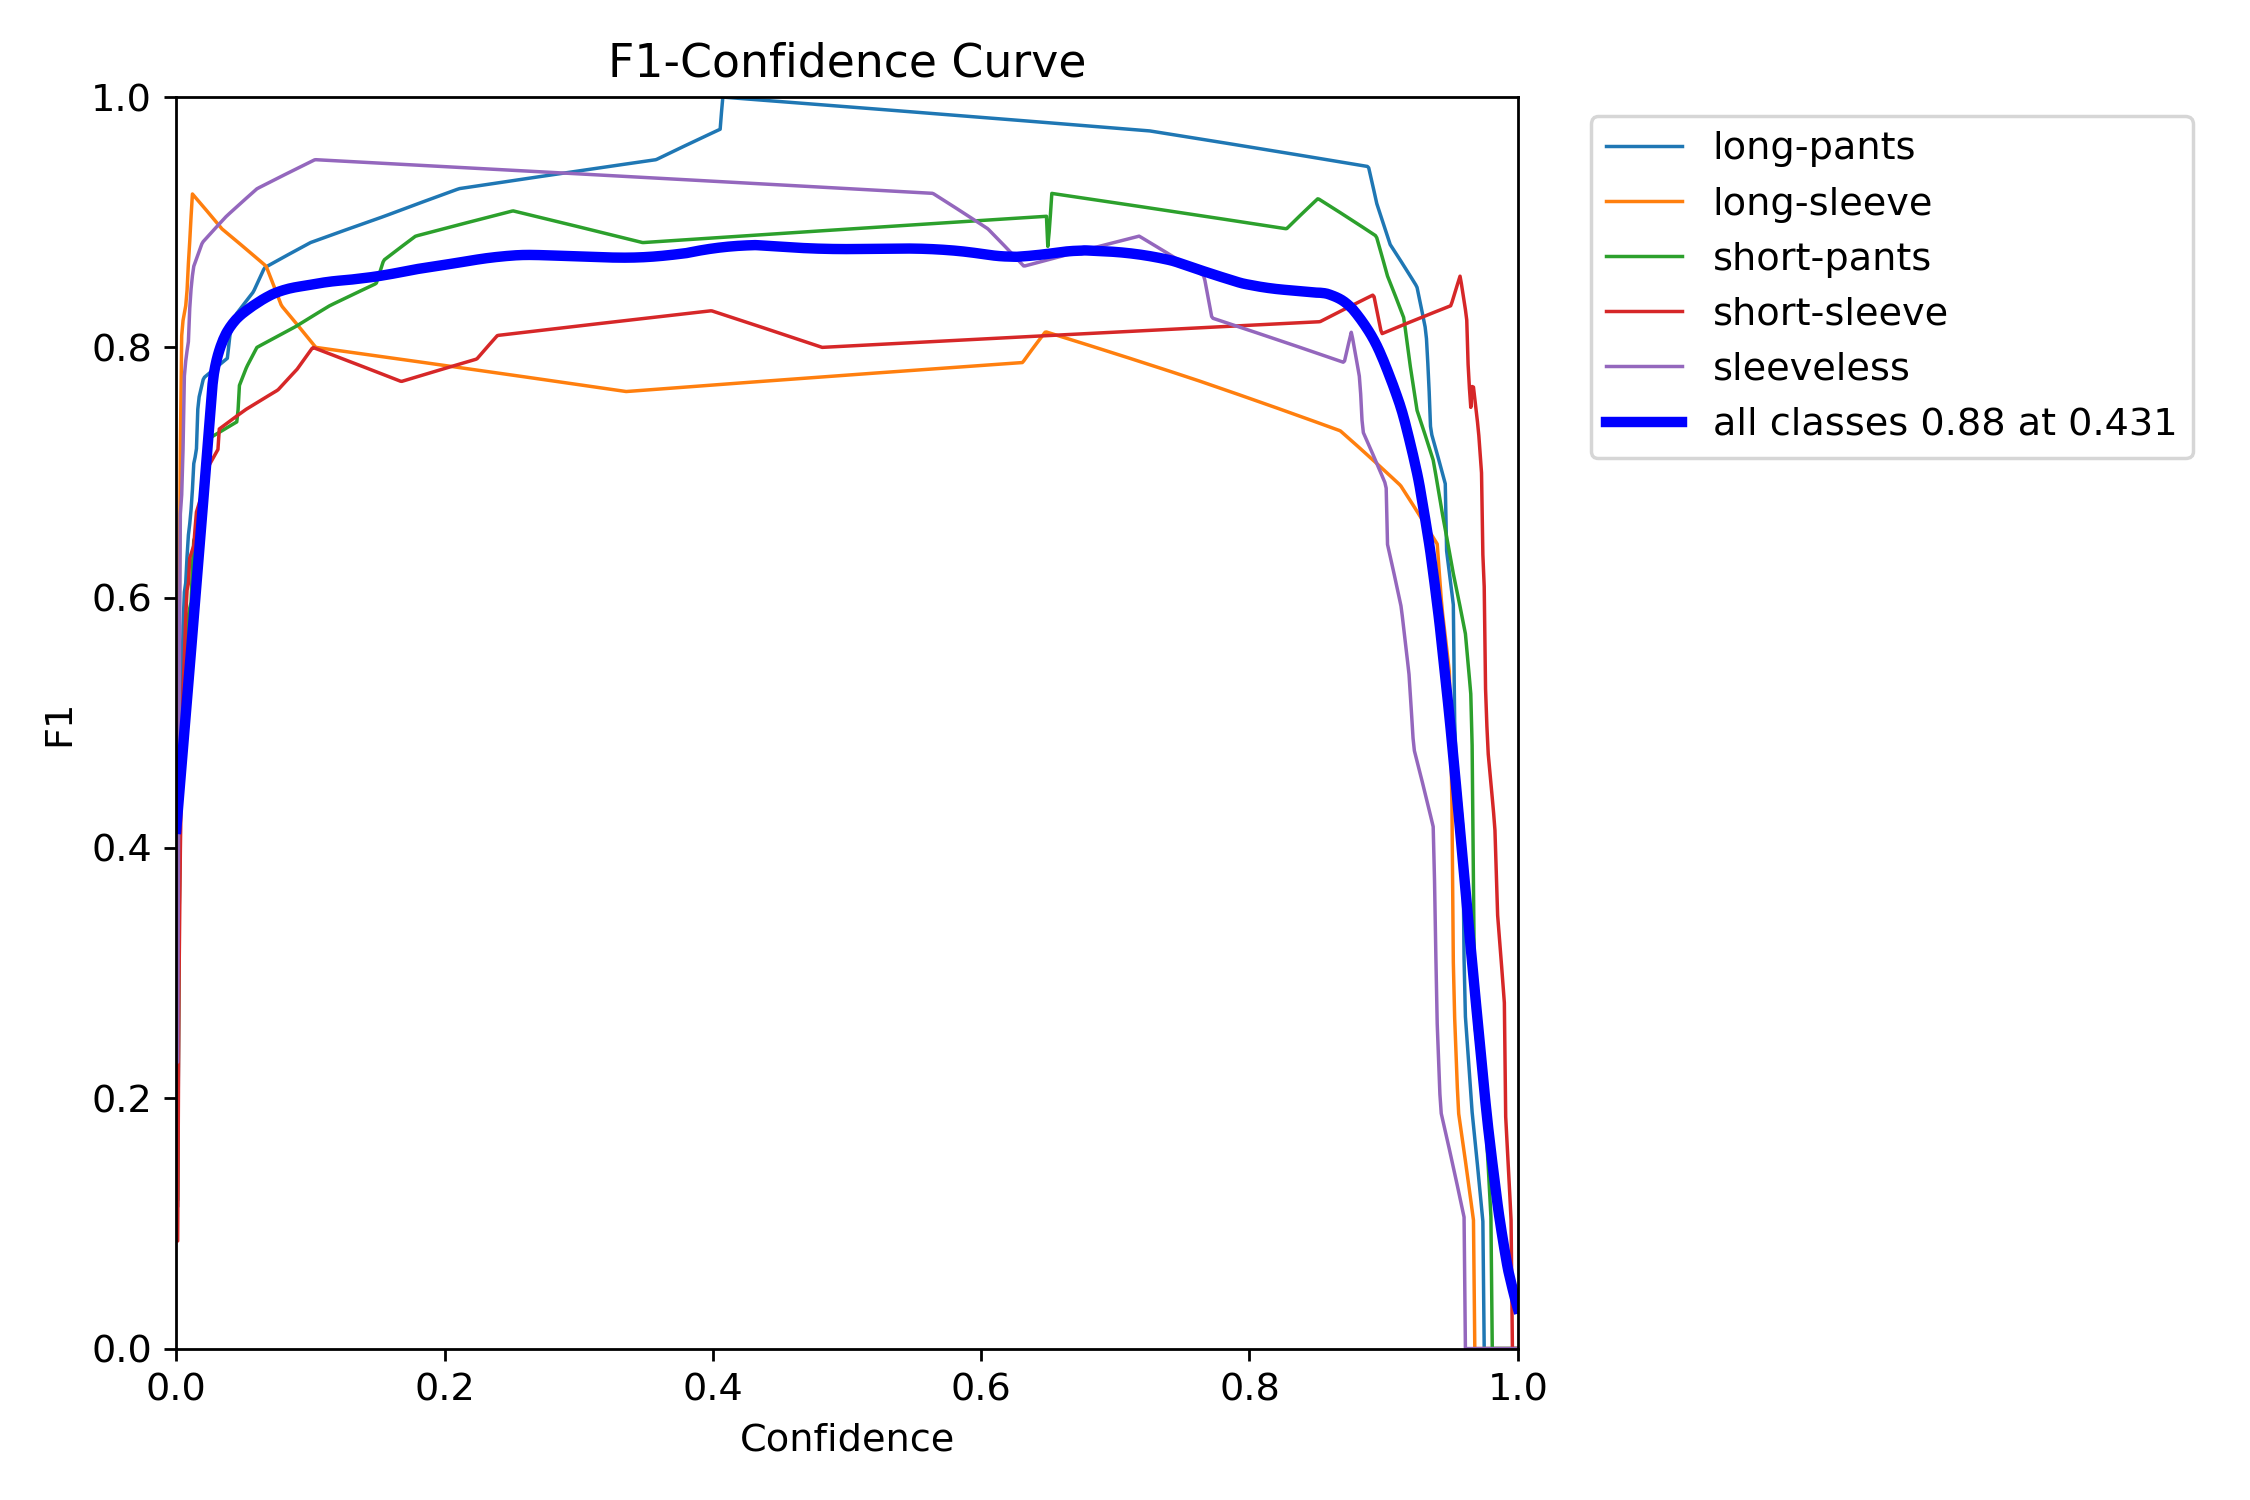 F1-Confidence Curve
1.0
0.8
0.6
0.4
0.2
0.0
F1
0.0 0.2 0.4 0.6 0.8 1.0
Confidence
long-pants
long-sleeve
short-pants
short-sleeve
sleeveless
all classes 0.88 at 0.431